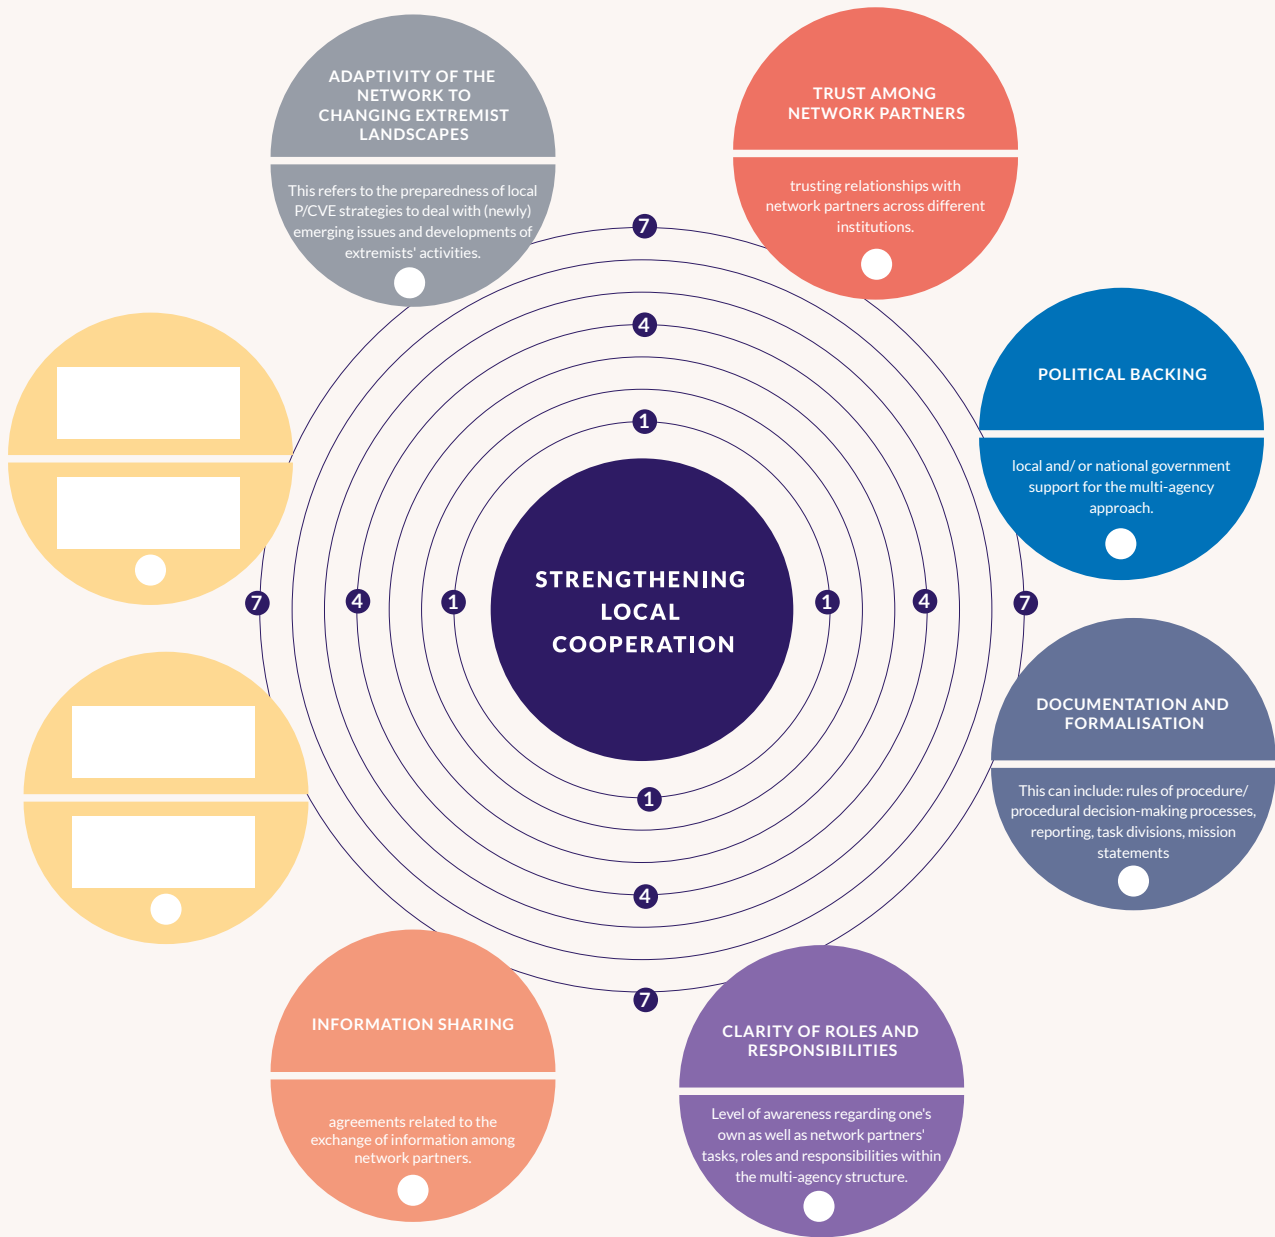 ADAPTIVITY OF THE
NETWORK TO
CHANGING EXTREMIST
LANDSCAPES
This refers to the preparedness of local
P/CVE strategies to deal with (newly)
emerging issues and developments of
extremists' activities.
TRUST AMONG
NETWORK PARTNERS
trusting relationships with
network partners across different
institutions.
POLITICAL BACKING
local and/ or national government
support for the multi-agency
approach.
DOCUMENTATION AND
FORMALISATION
This can include: rules of procedure/
procedural decision-making processes,
reporting, task divisions, mission
statements
CLARITY OF ROLES AND
RESPONSIBILITIES
Level of awareness regarding one's
own as well as network partners'
tasks, roles and responsibilities within
the multi-agency structure.
INFORMATION SHARING
agreements related to the
exchange of information among
network partners.
7
4
1
7
4
1
STRENGTHENING
LOCAL
COOPERATION
1
4
7
1
4
7